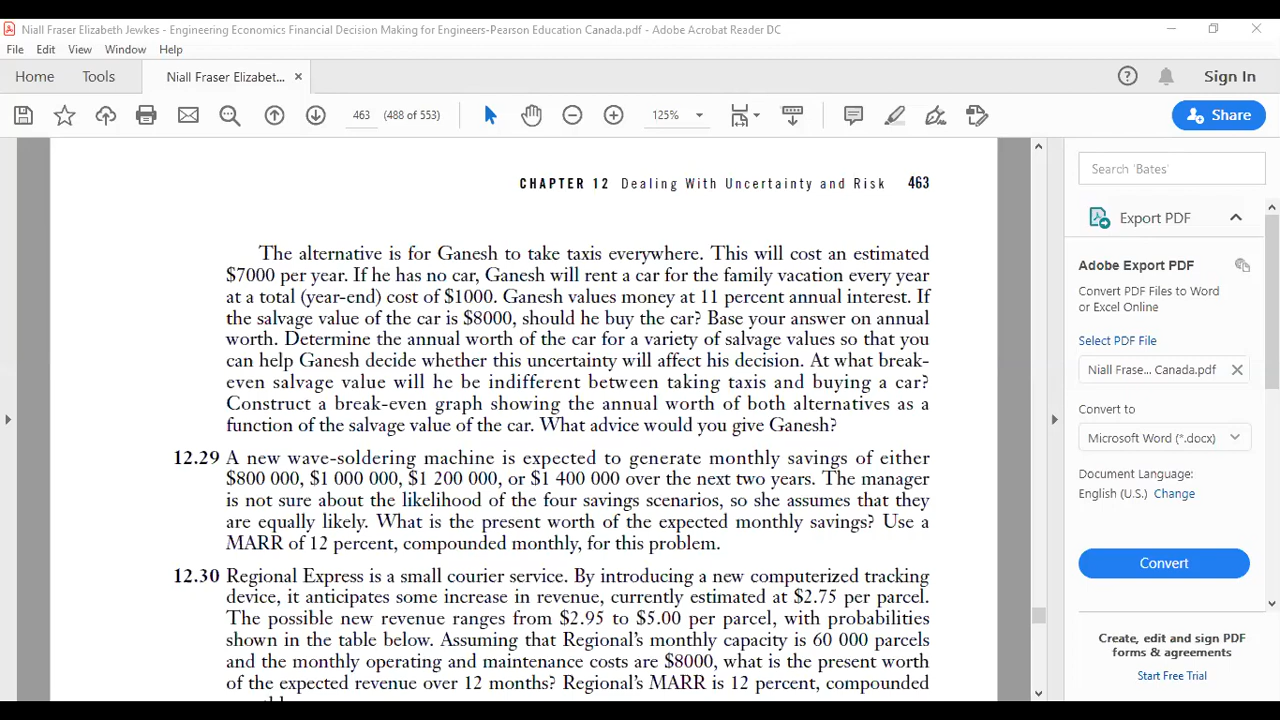 Niall Fraser Elizabeth Jewkes - Engineering Economics Financial Decision Making for Engineers-Pearson Education Canada.pdf - Adobe Acrobat Reader DC
File Edit View Window Help
Home Tools Niall Fraser Elizabet... × Sign In
463 (488 of 553) 125% Share
CHAPTER 12 Dealing With Uncertainty and Risk 463
The alternative is for Ganesh to take taxis everywhere. This will cost an estimated
$7000 per year. If he has no car, Ganesh will rent a car for the family vacation every year
at a total (year-end) cost of $1000. Ganesh values money at 11 percent annual interest. If
the salvage value of the car is $8000, should he buy the car? Base your answer on annual
worth. Determine the annual worth of the car for a variety of salvage values so that you
can help Ganesh decide whether this uncertainty will affect his decision. At what break-
even salvage value will he be indifferent between taking taxis and buying a car?
Construct a break-even graph showing the annual worth of both alternatives as a
function of the salvage value of the car. What advice would you give Ganesh?
12.29 A new wave-soldering machine is expected to generate monthly savings of either
$800 000, $1 000 000, $1 200 000, or $1 400 000 over the next two years. The manager
is not sure about the likelihood of the four savings scenarios, so she assumes that they
are equally likely. What is the present worth of the expected monthly savings? Use a
MARR of 12 percent, compounded monthly, for this problem.
12.30 Regional Express is a small courier service. By introducing a new computerized tracking
device, it anticipates some increase in revenue, currently estimated at $2.75 per parcel.
The possible new revenue ranges from $2.95 to $5.00 per parcel, with probabilities
shown in the table below. Assuming that Regional's monthly capacity is 60 000 parcels
and the monthly operating and maintenance costs are $8000, what is the present worth
of the expected revenue over 12 months? Regional's MARR is 12 percent, compounded
Search 'Bates'
Export PDF
Adobe Export PDF
Convert PDF Files to Word
or Excel Online
Select PDF File
Niall Frase... Canada.pdf
Convert to
Microsoft Word (*.docx)
Document Language:
English (U.S.) Change
Convert
Create, edit and sign PDF
forms & agreements
Start Free Trial